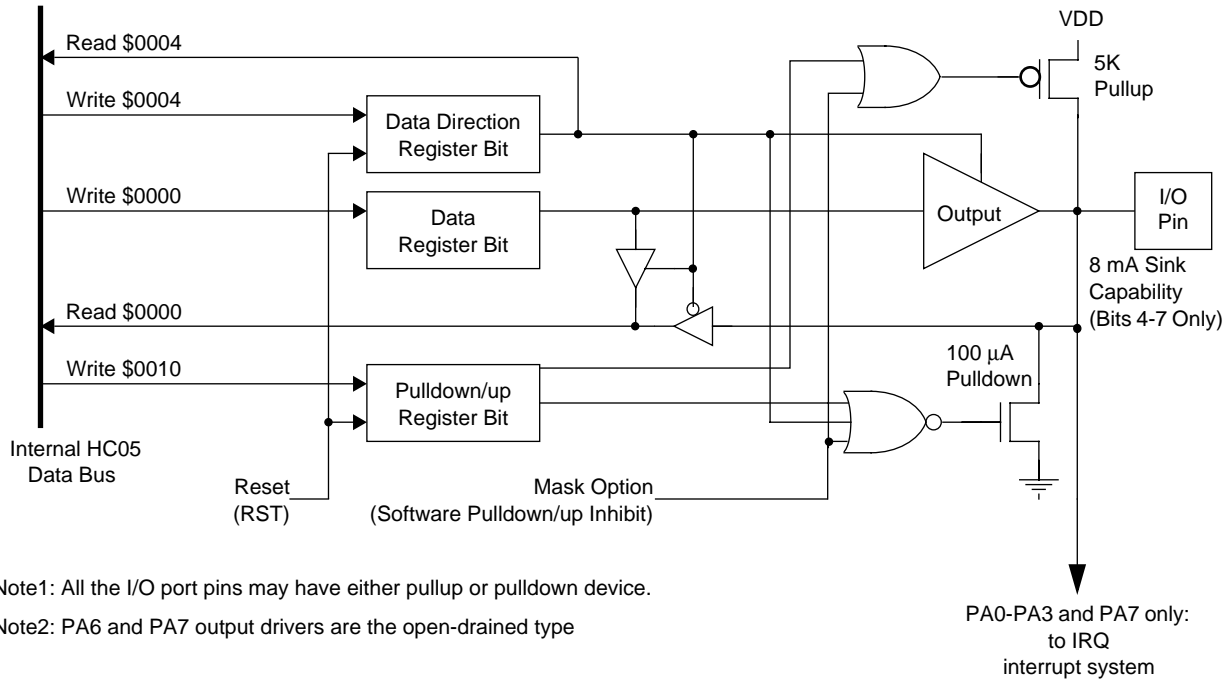 VDD
Read $0004
5K
Pullup
Write $0004
Data Direction
Register Bit
Write $0000
Data
Register Bit
Output
I/O
Pin
8 mA Sink
Capability
(Bits 4-7 Only)
Read $0000
100 μA
Pulldown
Write $0010
Pulldown/up
Register Bit
Internal HC05
Data Bus
Reset
(RST)
Mask Option
(Software Pulldown/up Inhibit)
Note1: All the I/O port pins may have either pullup or pulldown device.
Note2: PA6 and PA7 output drivers are the open-drained type
PA0-PA3 and PA7 only:
to IRQ
interrupt system